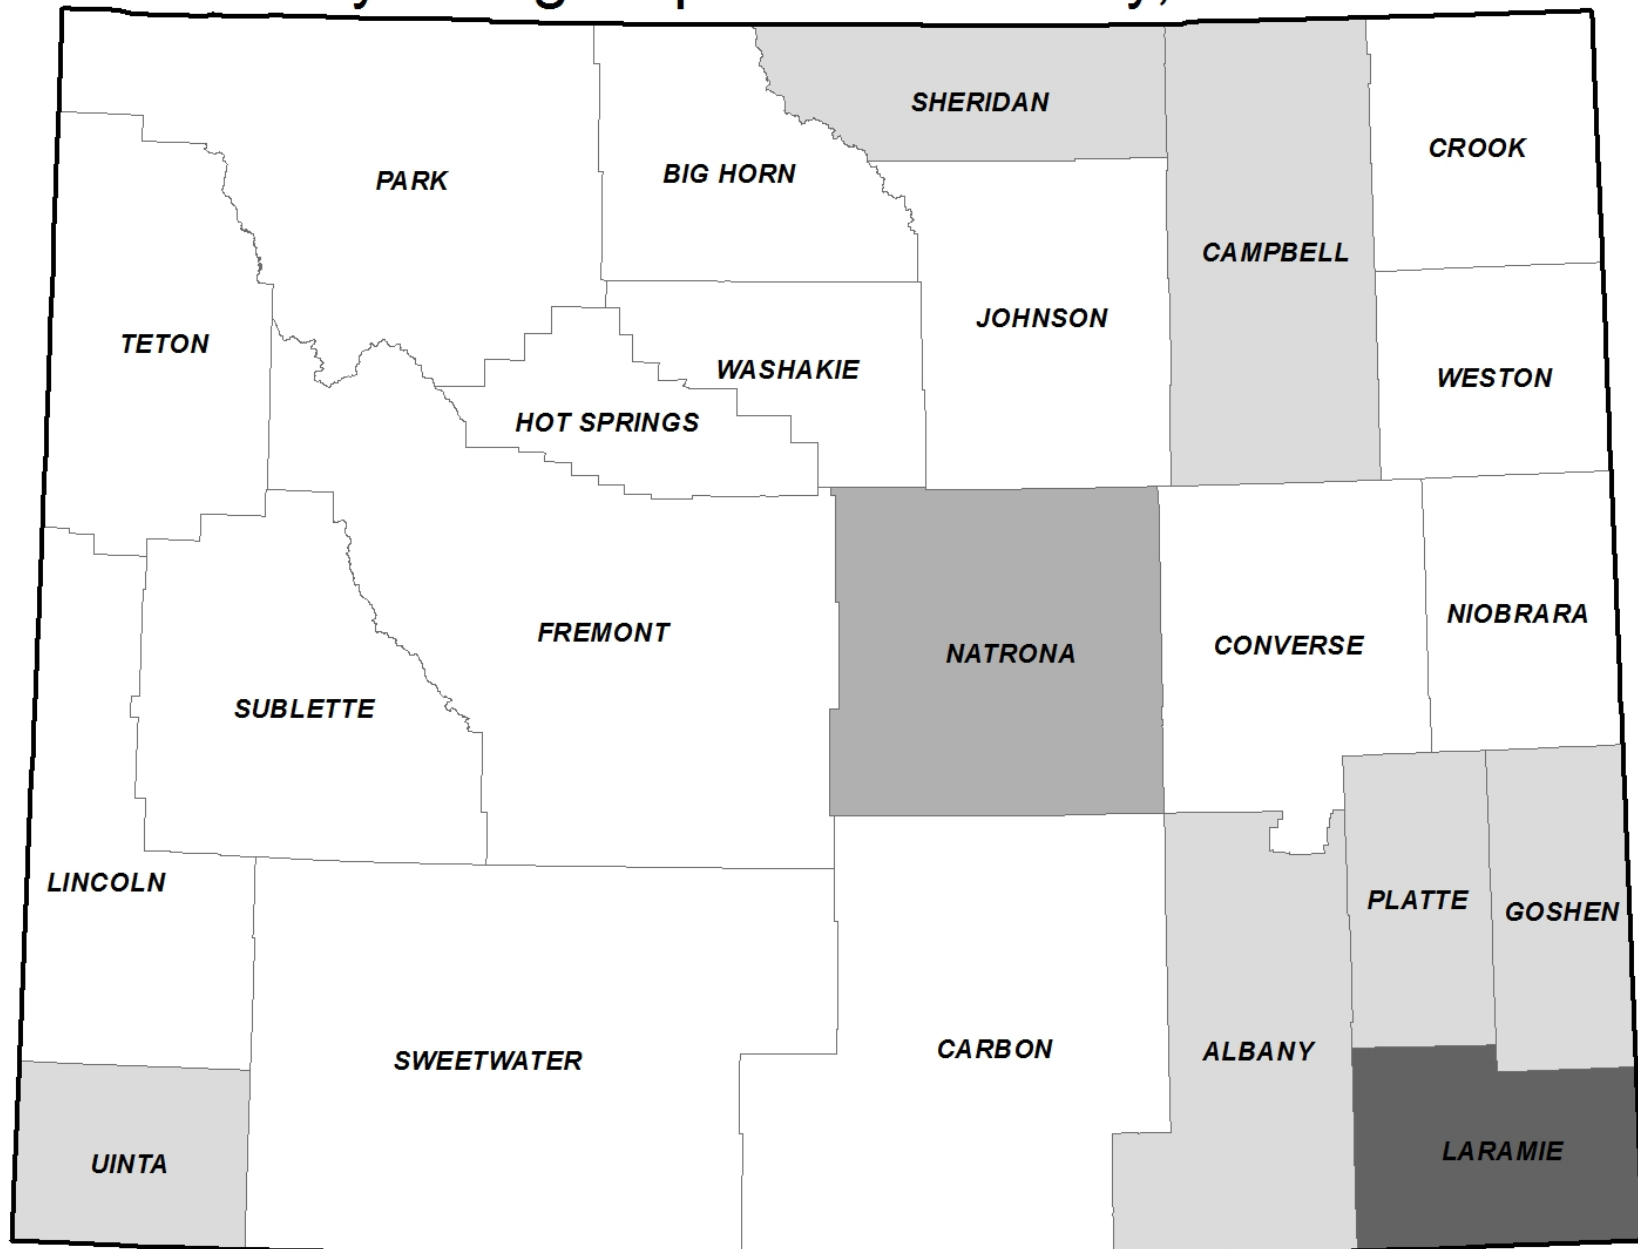 SHERIDAN
CROOK
BIG HORN
PARK
CAMPBELL
JOHNSON
TETON
WASHAKIE
WESTON
HOT SPRINGS
NIOBRARA
FREMONT
CONVERSE
NATRONA
SUBLETTE
LINCOLN
PLATTE
GOSHEN
CARBON
ALBANY
SWEETWATER
LARAMIE
UINTA